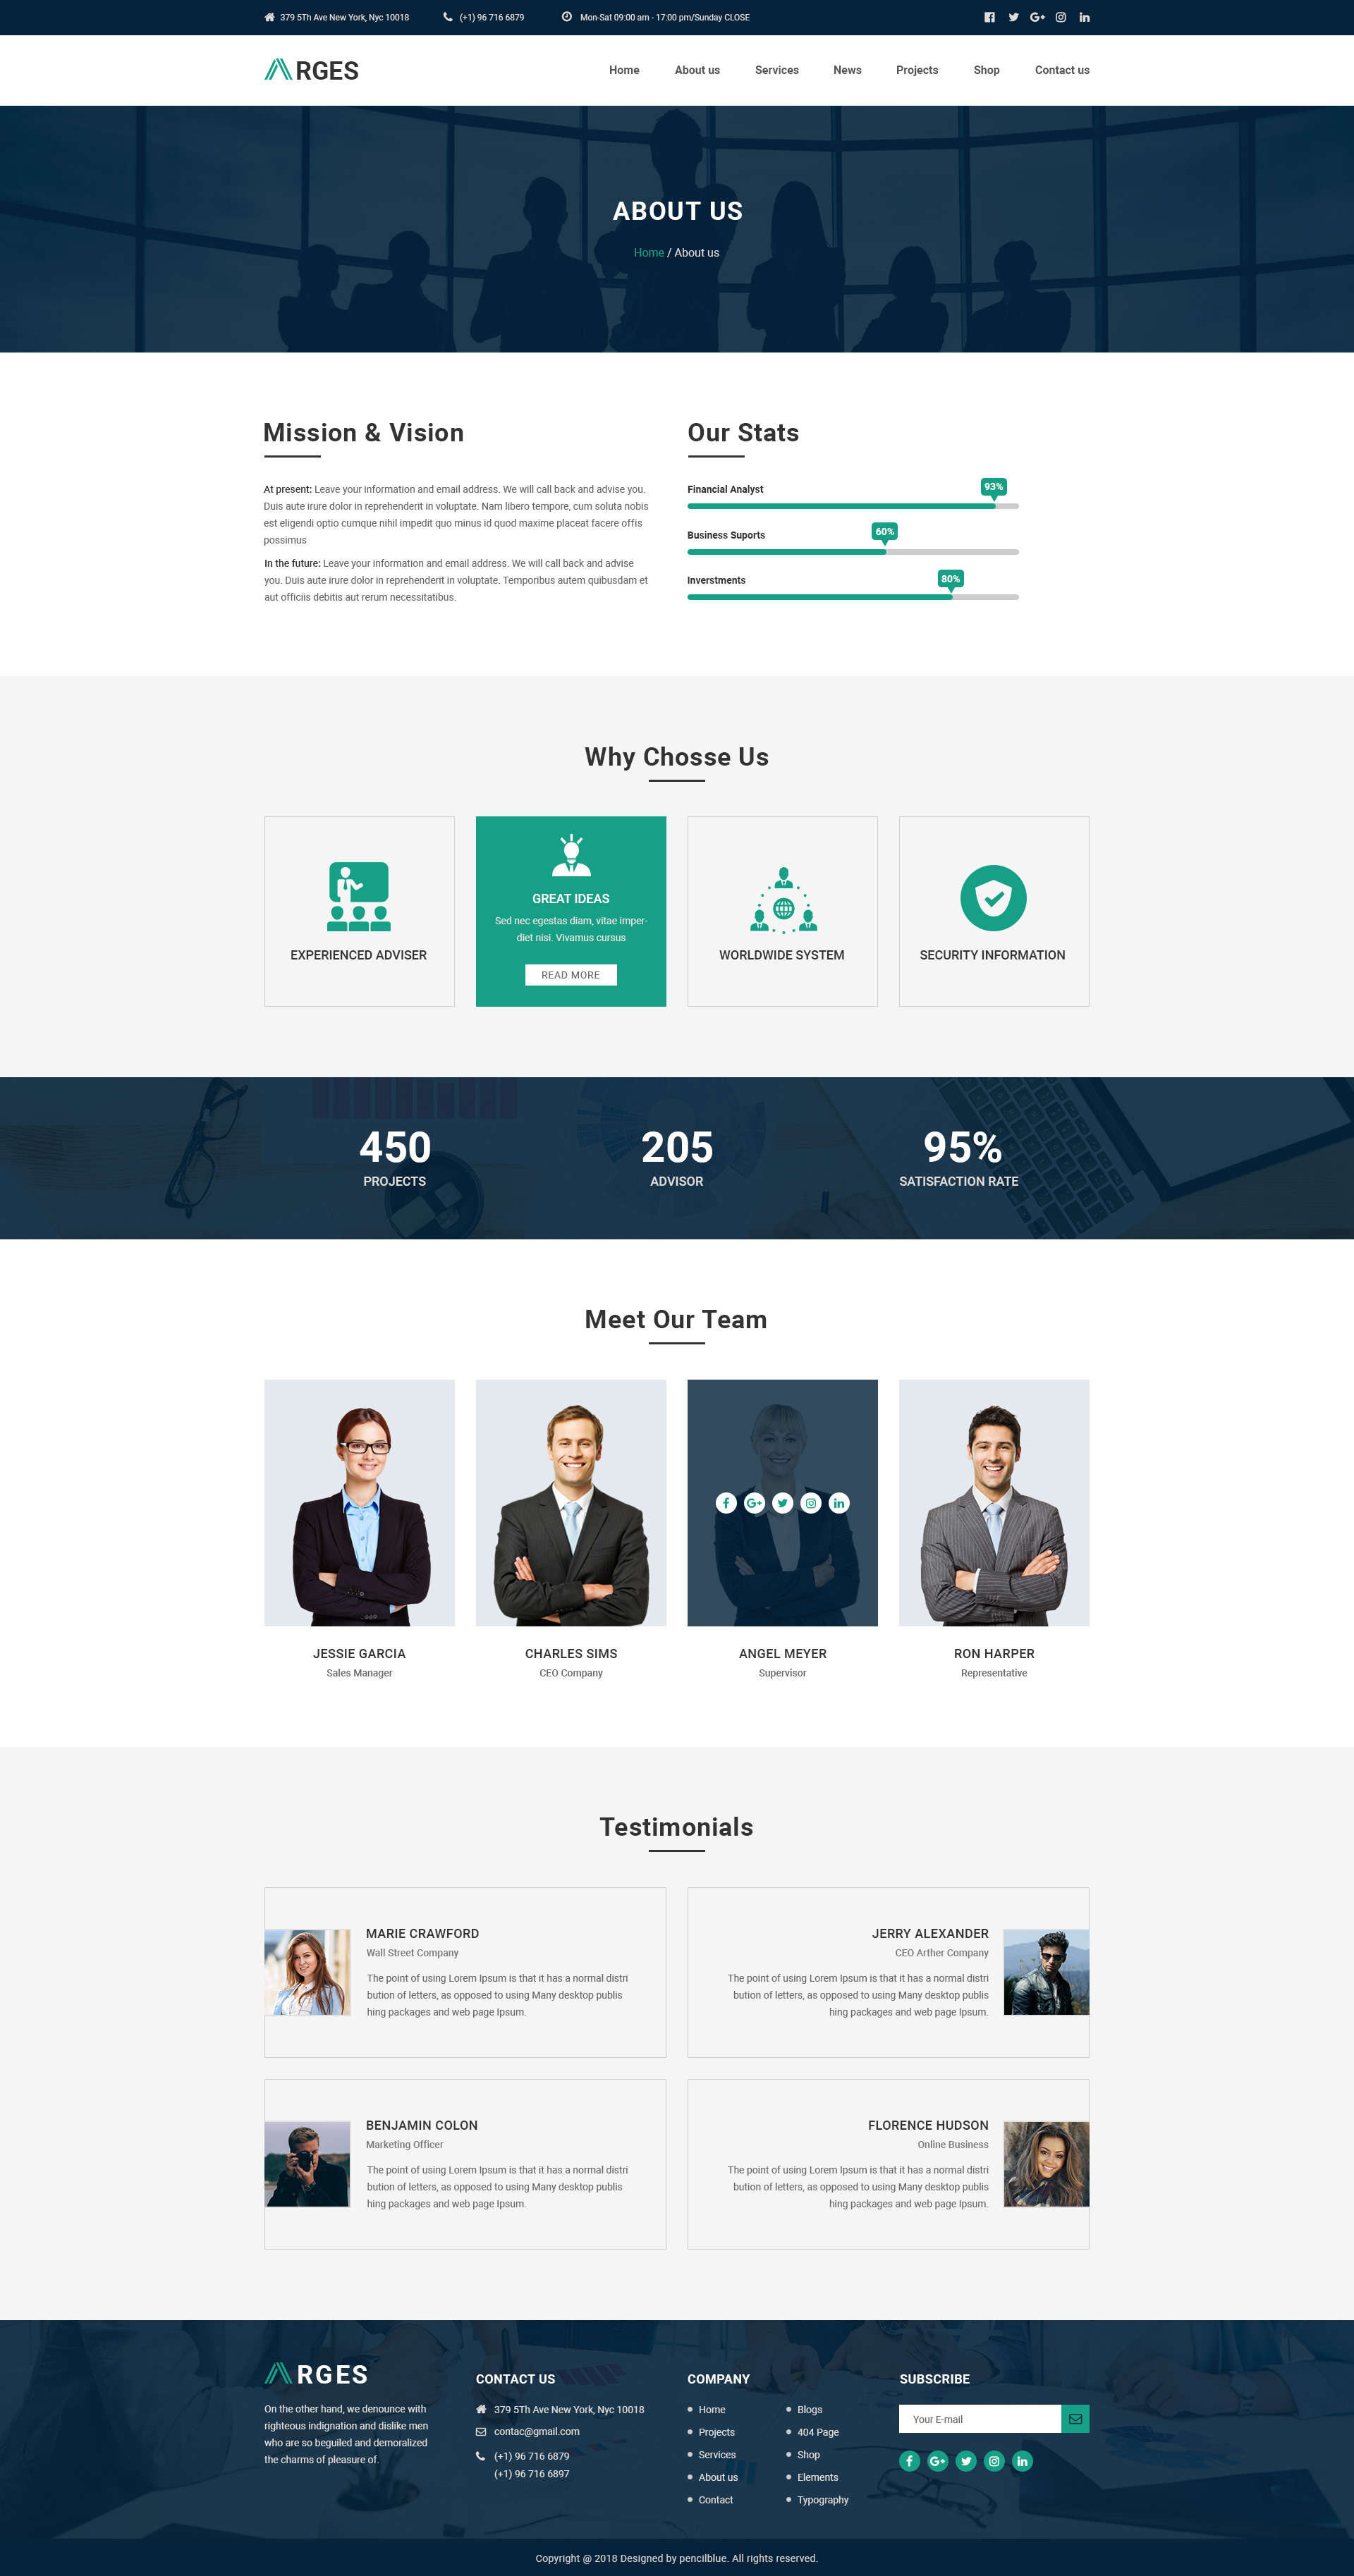 379 5Th Ave New York, Nyc 10018
(+1) 96 716 6879
Mon-Sat 09:00 am - 17:00 pm/Sunday CLOSE
RGES
Home
About us
Services
News
Projects
Shop
Contact us
ABOUT US
Home / About us
Mission & Vision
At present: Leave your information and email address. We will call back and advise you.
Duis aute irure dolor in reprehenderit in voluptate. Nam libero tempore, cum soluta nobis
est eligendi optio cumque nihil impedit quo minus id quod maxime placeat facere offis
possimus
In the future: Leave your information and email address. We will call back and advise
you. Duis aute irure dolor in reprehenderit in voluptate. Temporibus autem quibusdam et
aut officiis debitis aut rerum necessitatibus.
Our Stats
Financial Analyst
93%
Business Suports
60%
Inverstments
80%
Why Chosse Us
EXPERIENCED ADVISER
GREAT IDEAS
Sed nec egestas diam, vitae imper-
diet nisi. Vivamus cursus
READ MORE
WORLDWIDE SYSTEM
SECURITY INFORMATION
450
PROJECTS
205
ADVISOR
95%
SATISFACTION RATE
Meet Our Team
JESSIE GARCIA
Sales Manager
CHARLES SIMS
CEO Company
ANGEL MEYER
Supervisor
RON HARPER
Representative
Testimonials
MARIE CRAWFORD
Wall Street Company
The point of using Lorem Ipsum is that it has a normal distri
bution of letters, as opposed to using Many desktop publis
hing packages and web page Ipsum.
JERRY ALEXANDER
CEO Arther Company
The point of using Lorem Ipsum is that it has a normal distri
bution of letters, as opposed to using Many desktop publis
hing packages and web page Ipsum.
BENJAMIN COLON
Marketing Officer
The point of using Lorem Ipsum is that it has a normal distri
bution of letters, as opposed to using Many desktop publis
hing packages and web page Ipsum.
FLORENCE HUDSON
Online Business
The point of using Lorem Ipsum is that it has a normal distri
bution of letters, as opposed to using Many desktop publis
hing packages and web page Ipsum.
RGES
On the other hand, we denounce with
righteous indignation and dislike men
who are so beguiled and demoralized
the charms of pleasure of.
CONTACT US
379 5Th Ave New York, Nyc 10018
contac@gmail.com
(+1) 96 716 6879
(+1) 96 716 6897
COMPANY
Home
Projects
Services
About us
Contact
Blogs
404 Page
Shop
Elements
Typography
SUBSCRIBE
Your E-mail
Copyright @ 2018 Designed by pencilblue. All rights reserved.